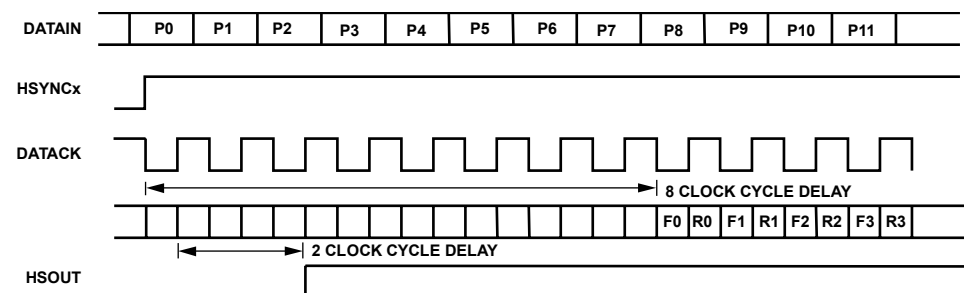 DATAIN P0 P1 P2 P3 P4 P5 P6 P7 P8 P9 P10 P11
HSYNCx
DATACK
8 CLOCK CYCLE DELAY
F0 R0 F1 R1 F2 R2 F3 R3
2 CLOCK CYCLE DELAY
HSOUT